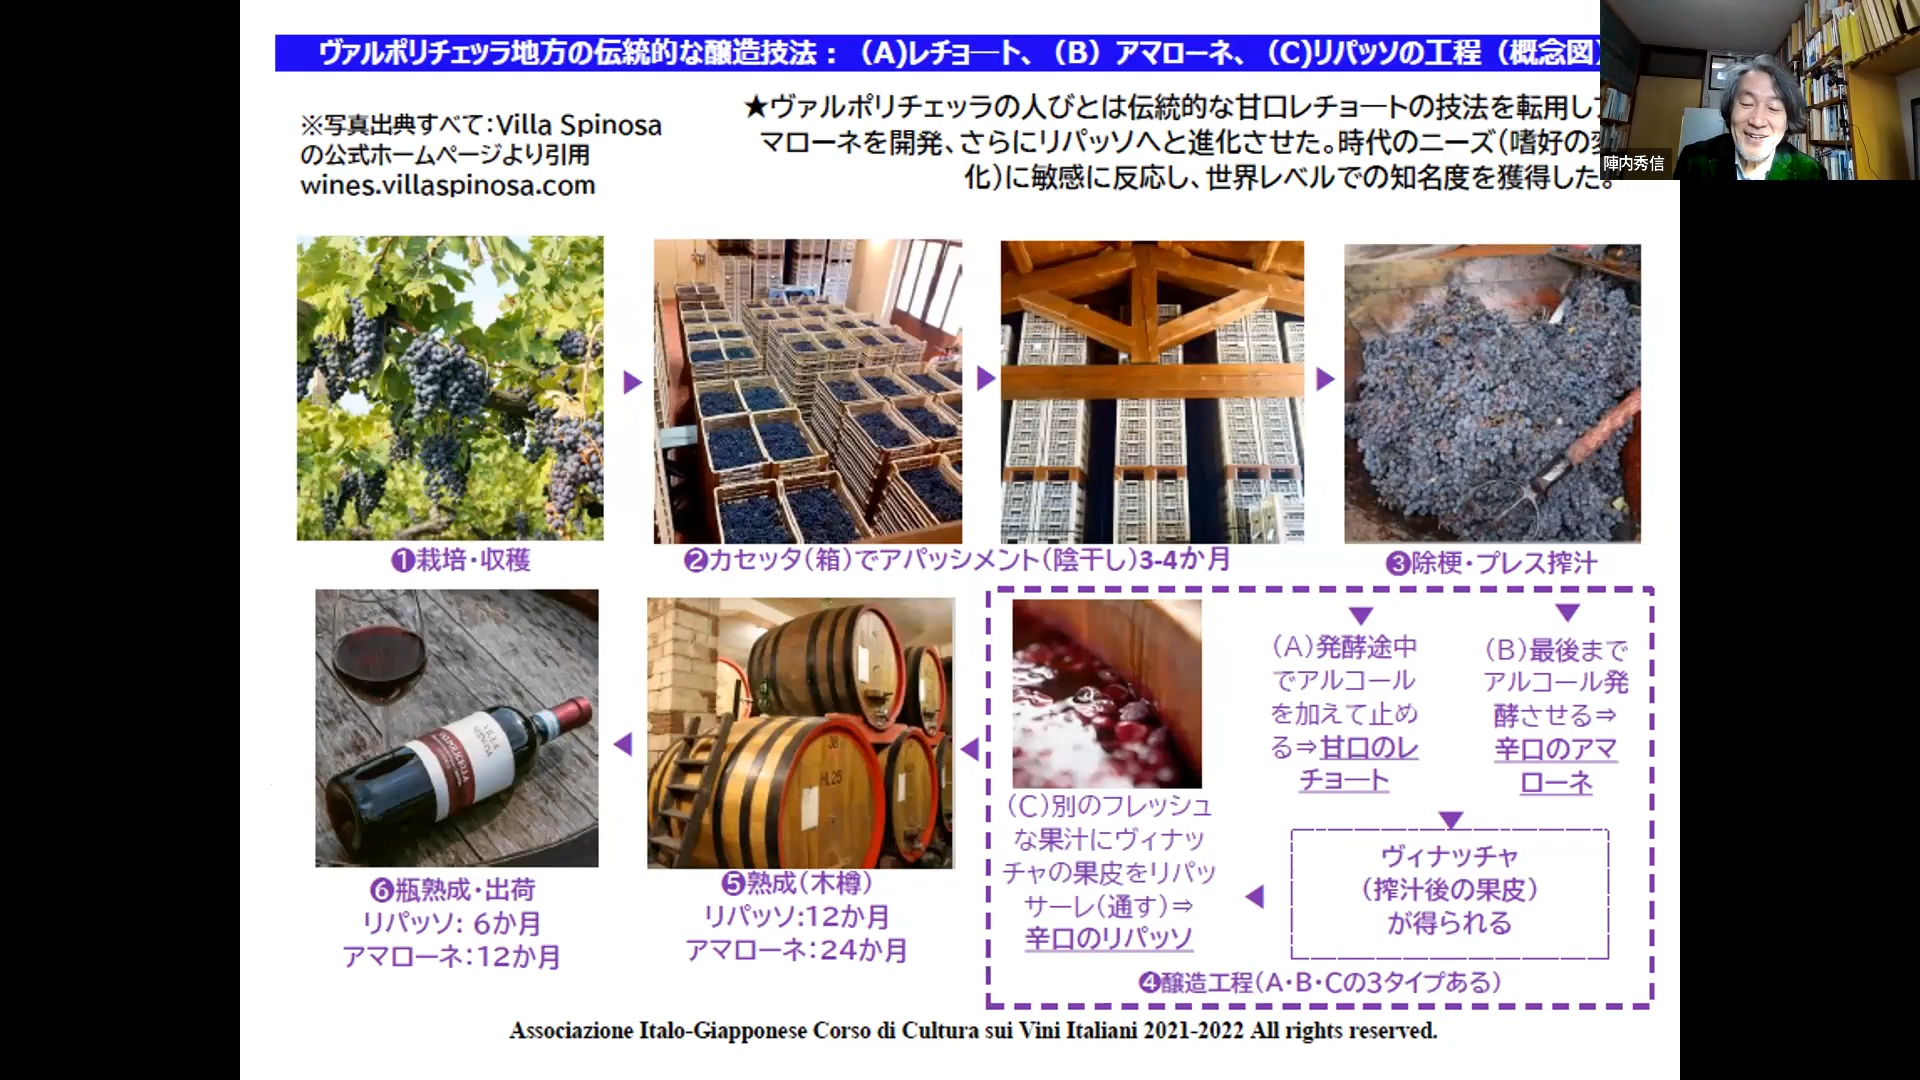 ヴァルポリチェッラ地方の伝統的な醸造技法：（A)レチョート、（B）アマローネ、（C)リパッソの工程（概念図）
※写真出典すべて：Villa Spinosa
の公式ホームページより引用
wines.villaspinosa.com
★ヴァルポリチェッラの人びとは伝統的な甘口レチョートの技法を転用し
マローネを開発、さらにリパッソへと進化させた。時代のニーズ（嗜好の変
化）に敏感に反応し、世界レベルでの知名度を獲得した。
陣内秀信
❶栽培・収穫
❷カセッタ（箱）でアパッシメント（陰干し）3-4か月
❸除梗・プレス搾汁
（A）発酵途中
でアルコール
を加えて止め
る⇒甘口のレ
チョート
（B）最後まで
アルコール発
酵させる⇒
辛口のアマ
ローネ
（C）別のフレッシュ
な果汁にヴィナッ
チャの果皮をリパッ
サーレ（通す）⇒
辛口のリパッソ
ヴィナッチャ
（搾汁後の果皮）
が得られる
❹醸造工程（A・B・Cの3タイプある）
❺熟成（木樽）
リパッソ：12か月
アマローネ：24か月
❻瓶熟成・出荷
リパッソ： 6か月
アマローネ：12か月
38
HL25
Associazione Italo-Giapponese Corso di Cultura sui Vini Italiani 2021-2022 All rights reserved.